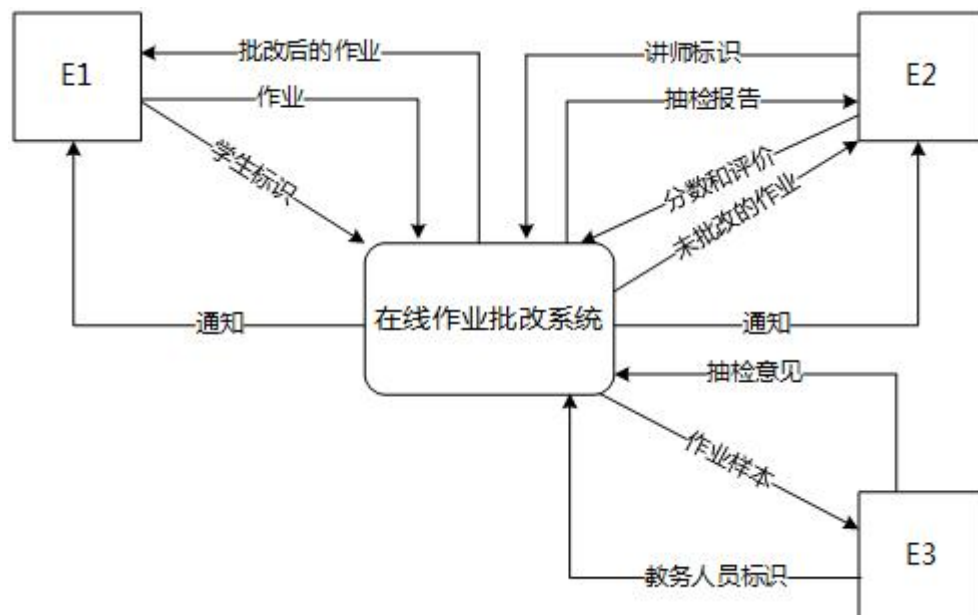 E1
批改后的作业
作业
学生标识
通知
讲师标识
抽检报告
E2
分数和评价
未批改的作业
在线作业批改系统
通知
抽检意见
作业样本
E3
教务人员标识